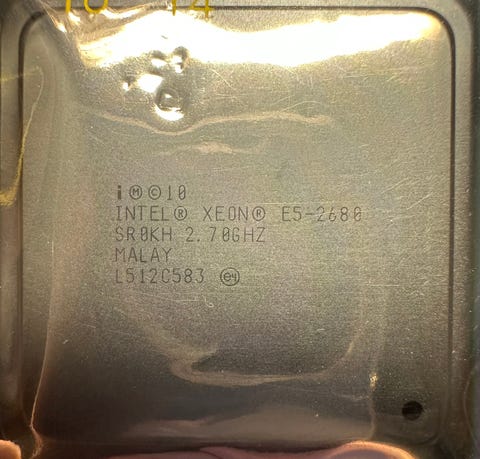 i Ⓜ©10
INTEL® XEON® E5-2680
SR0KH 2.70GHZ
MALAY
L512C583 e4